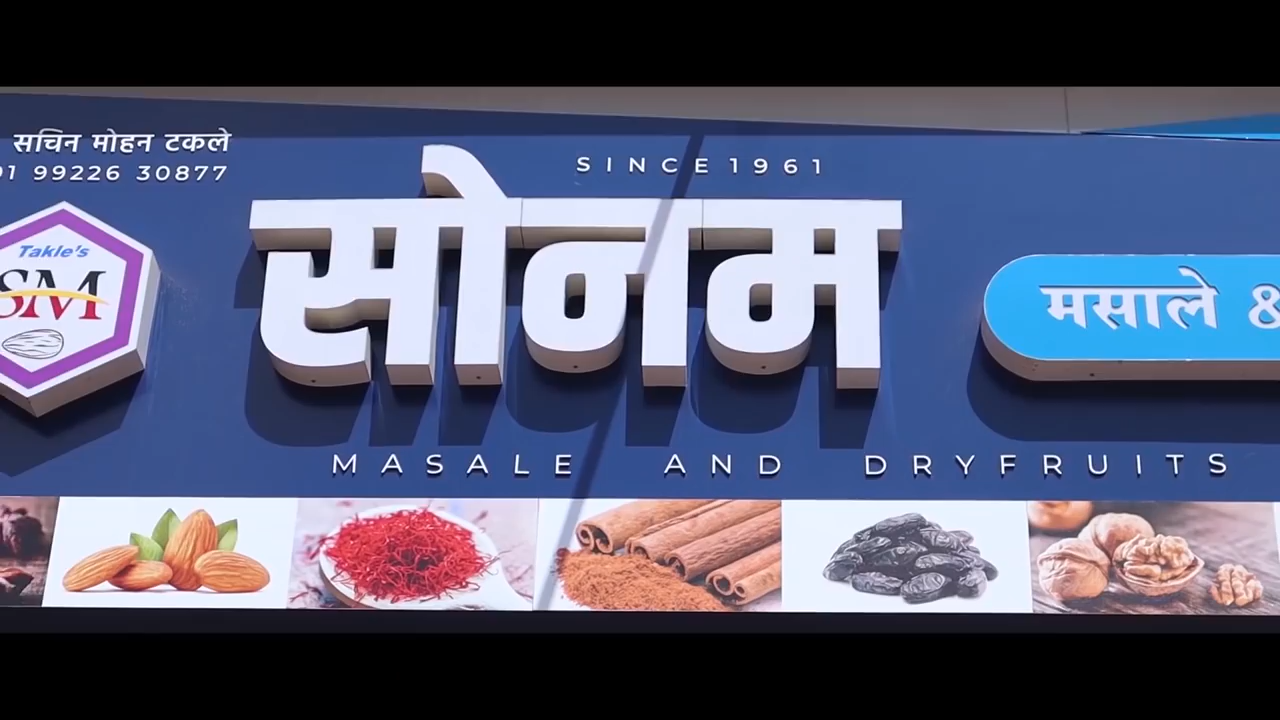 सचिन मोहन टकले
99226 30877
SINCE 1961
Takle's
SM
सोनम
मसाले &
MASALE AND DRYFRUITS